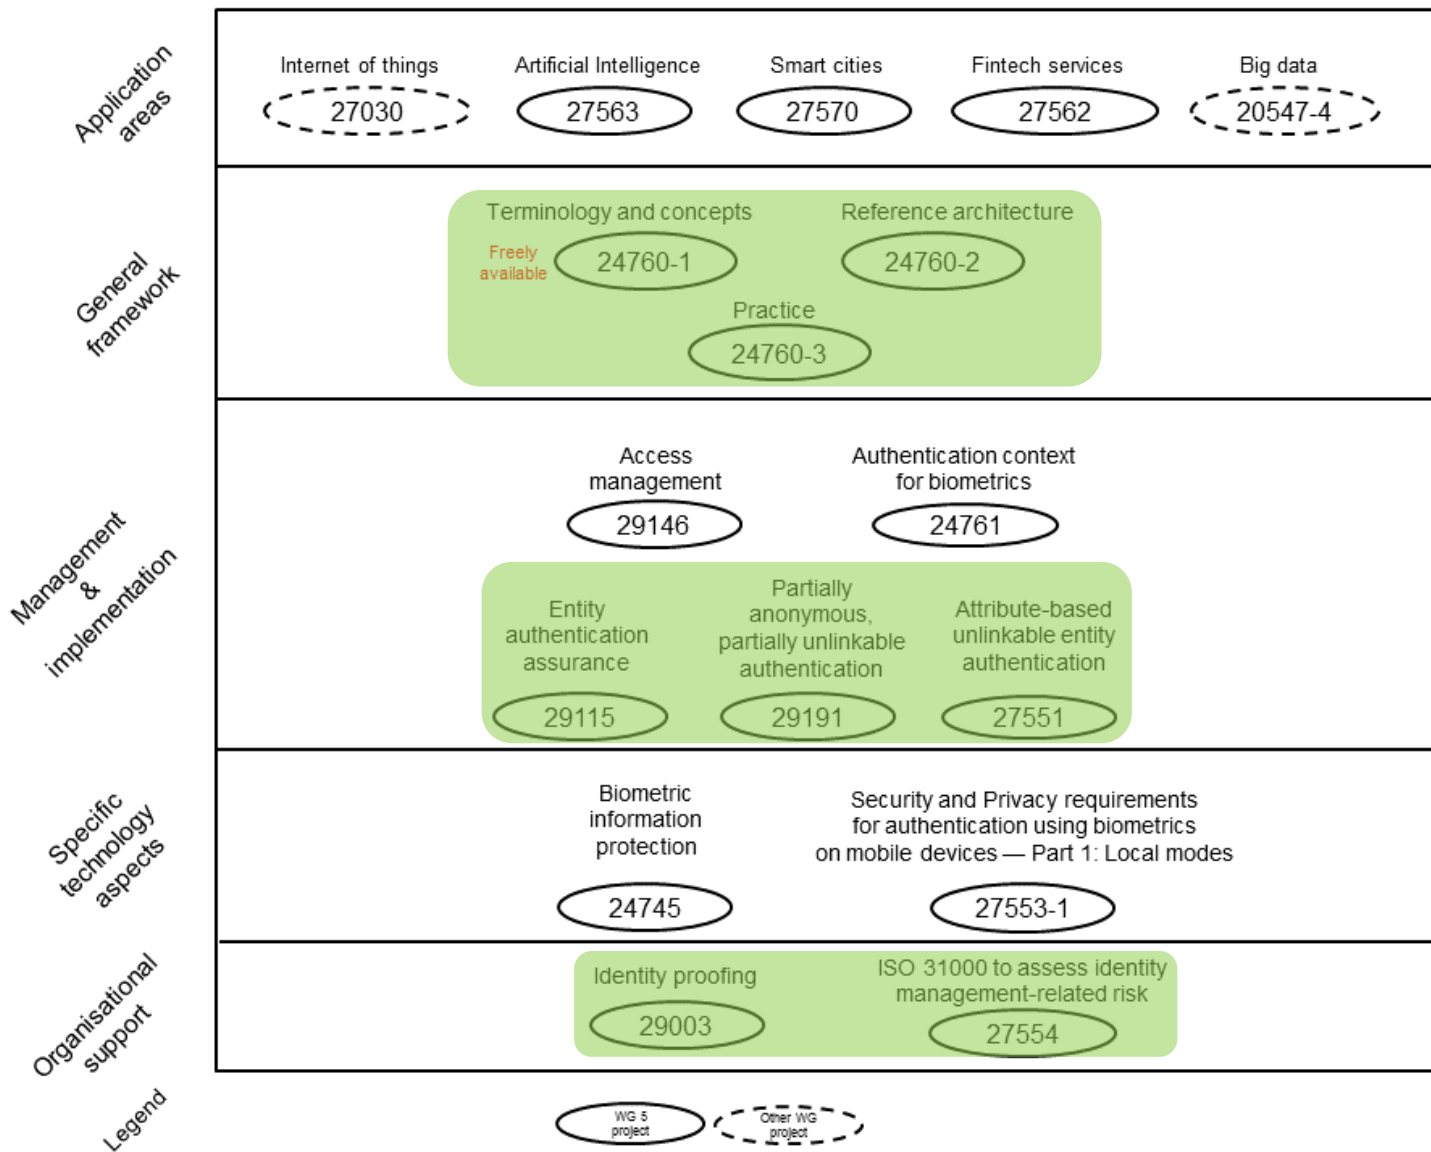 Application
areas
Internet of things
27030
Artificial Intelligence
27563
Smart cities
27570
Fintech services
27562
Big data
20547-4
General
framework
Terminology and concepts
Freely
available
24760-1
Reference architecture
24760-2
Practice
24760-3
Management
&
implementation
Access
management
29146
Authentication context
for biometrics
24761
Entity
authentication
assurance
29115
Partially
anonymous,
partially unlinkable
authentication
29191
Attribute-based
unlinkable entity
authentication
27551
Specific
technology
aspects
Biometric
information
protection
24745
Security and Privacy requirements
for authentication using biometrics
on mobile devices — Part 1: Local modes
27553-1
Organisational
support
Identity proofing
29003
ISO 31000 to assess identity
management-related risk
27554
Legend
WG 5
project
Other WG
project